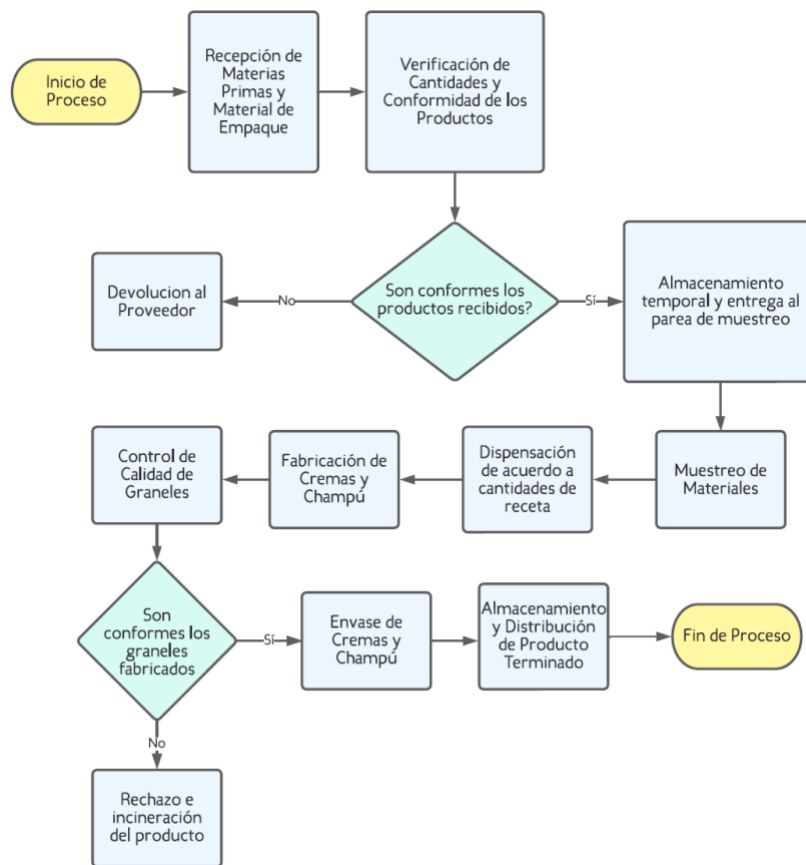 Inicio de
Proceso
Recepción de
Materias
Primas y
Material de
Empaque
Verificación de
Cantidades y
Conformidad de los
Productos
Son conformes los
productos recibidos?
No
Devolucion al
Proveedor
Sí
Almacenamiento
temporal y entrega al
parea de muestreo
Muestreo de
Materiales
Dispensación
de acuerdo a
cantidades de
receta
Fabricación de
Cremas y
Champú
Control de
Calidad de
Graneles
Son
conformes los
graneles
fabricados
Sí
Envase de
Cremas y
Champú
Almacenamiento
y Distribución
de Producto
Terminado
Fin de Proceso
No
Rechazo e
incineración
del producto